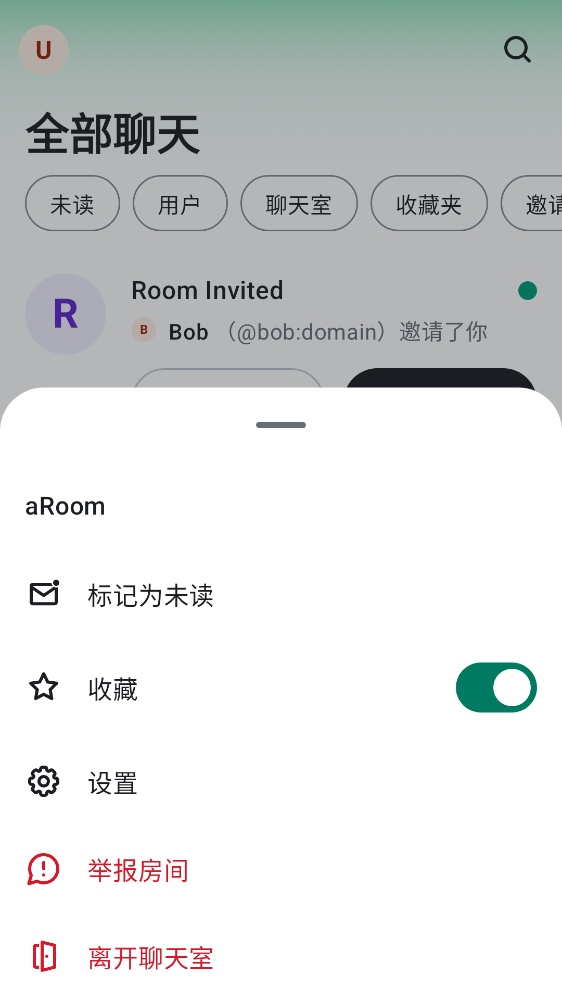 U
全部聊天
未读
用户
聊天室
收藏夹
邀请
R
Room Invited
B Bob （@bob:domain）邀请了你
aRoom
标记为未读
收藏
设置
举报房间
离开聊天室